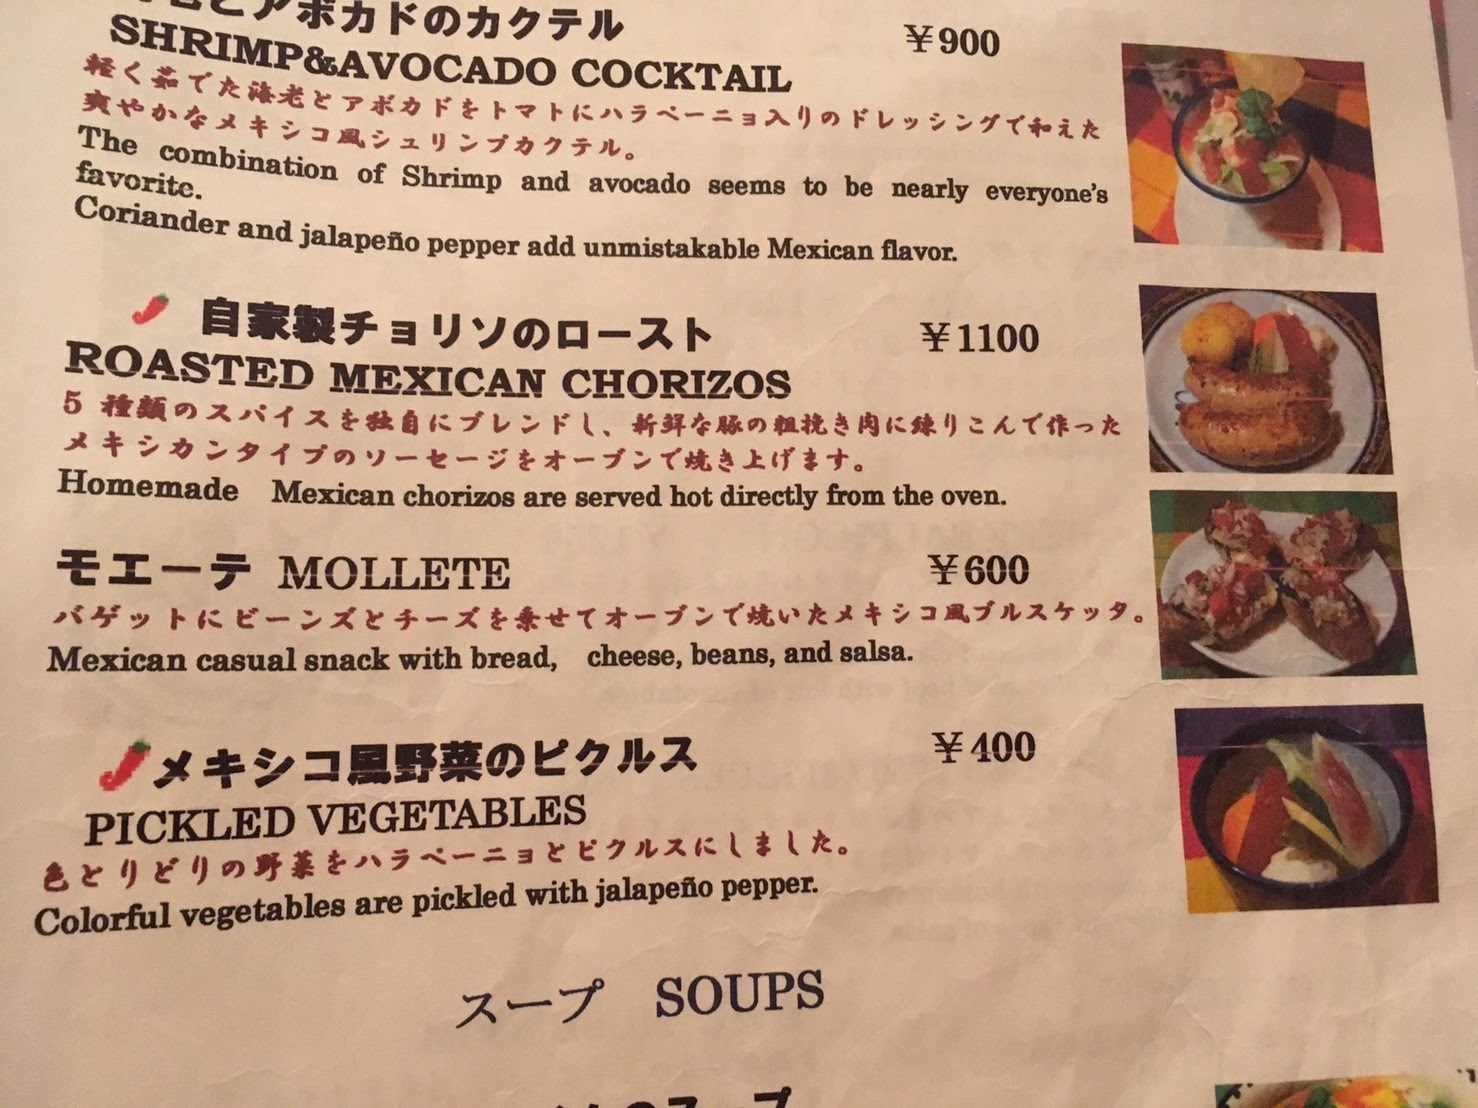 とアボカドのカクテル ¥900
SHRIMP&AVOCADO COCKTAIL
軽く茹でた海老とアボカドをトマトにハラペーニョ入りのドレッシングで和えた
爽やかなメキシコ風シュリンプカクテル。
The combination of Shrimp and avocado seems to be nearly everyone's
favorite.
Coriander and jalapeño pepper add unmistakable Mexican flavor.
自家製チョリソのロースト ¥1100
ROASTED MEXICAN CHORIZOS
5 種類のスパイスを独自にブレンドし、新鮮な豚の粗挽き肉に練りこんで作った
メキシカンタイプのソーセージをオーブンで焼き上げます。
Homemade Mexican chorizos are served hot directly from the oven.
モエーテ MOLLETE ¥600
バゲットにビーンズとチーズを乗せてオーブンで焼いたメキシコ風ブルスケッタ。
Mexican casual snack with bread, cheese, beans, and salsa.
メキシコ風野菜のピクルス ¥400
PICKLED VEGETABLES
色とりどりの野菜をハラペーニョとピクルスにしました。
Colorful vegetables are pickled with jalapeño pepper.
スープ SOUPS
のスープ